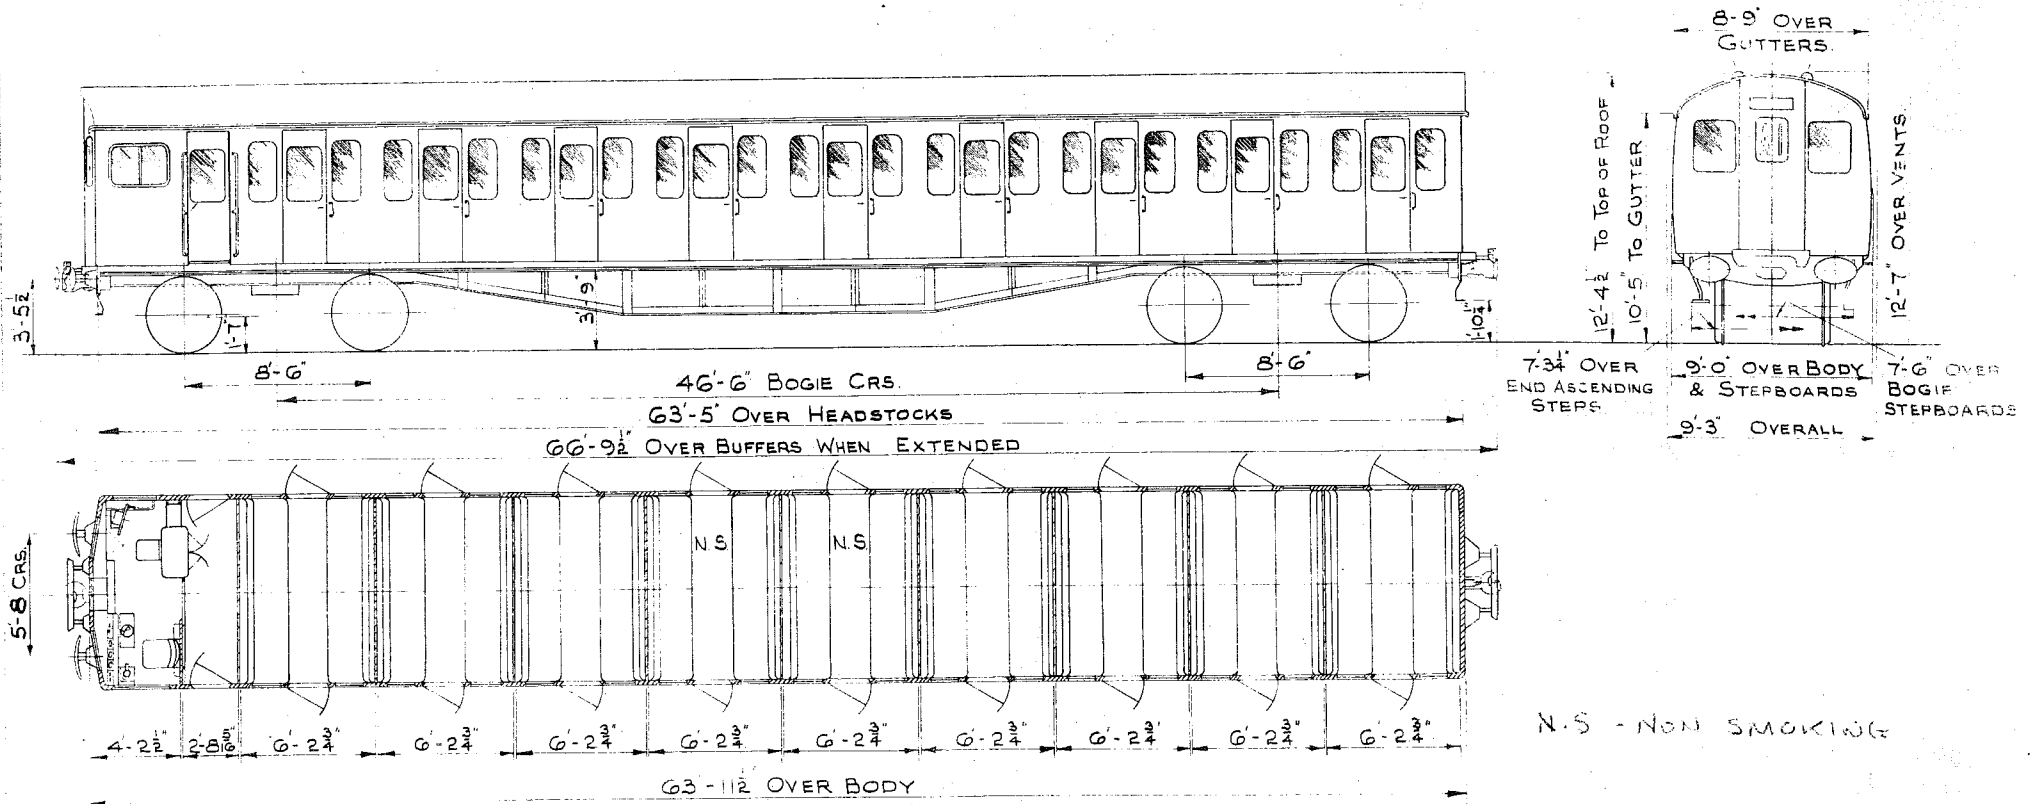 8'-9" OVER
GUTTERS.
12'-4½" TO TOP OF ROOF
10'-5" TO GUTTER
12'-7" OVER VENTS.
3'-5½"
1'-7"
3'-9"
1'-10¼"
8'-6"
46'-6" BOGIE CRS.
8'-6"
63'-5" OVER HEADSTOCKS
66'-9½" OVER BUFFERS WHEN EXTENDED
7'-3¼" OVER
END ASCENDING
STEPS
9'-0" OVER BODY
& STEPBOARDS
7'-6" OVER
BOGIE
STEPBOARDS
9'-3" OVERALL
5'-8 CRS.
N.S.
N.S.
4'-2½" 2'-8⁵⁄₁₆" 6'-2¾" 6'-2¾" 6'-2¾" 6'-2¾" 6'-2¾" 6'-2¾" 6'-2¾" 6'-2¾" 6'-2¾"
63'-11½" OVER BODY
N.S - NON SMOKING